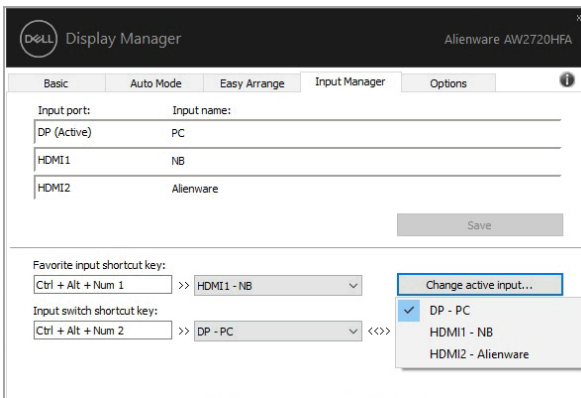 DELL Display Manager Alienware AW2720HFA
Basic Auto Mode Easy Arrange Input Manager Options
Input port: Input name:
DP (Active) PC
HDMI1 NB
HDMI2 Alienware
Save
Favorite input shortcut key:
Ctrl + Alt + Num 1 >> HDMI1 - NB Change active input...
Input switch shortcut key:
Ctrl + Alt + Num 2 >> DP - PC <<>>
DP - PC
HDMI1 - NB
HDMI2 - Alienware